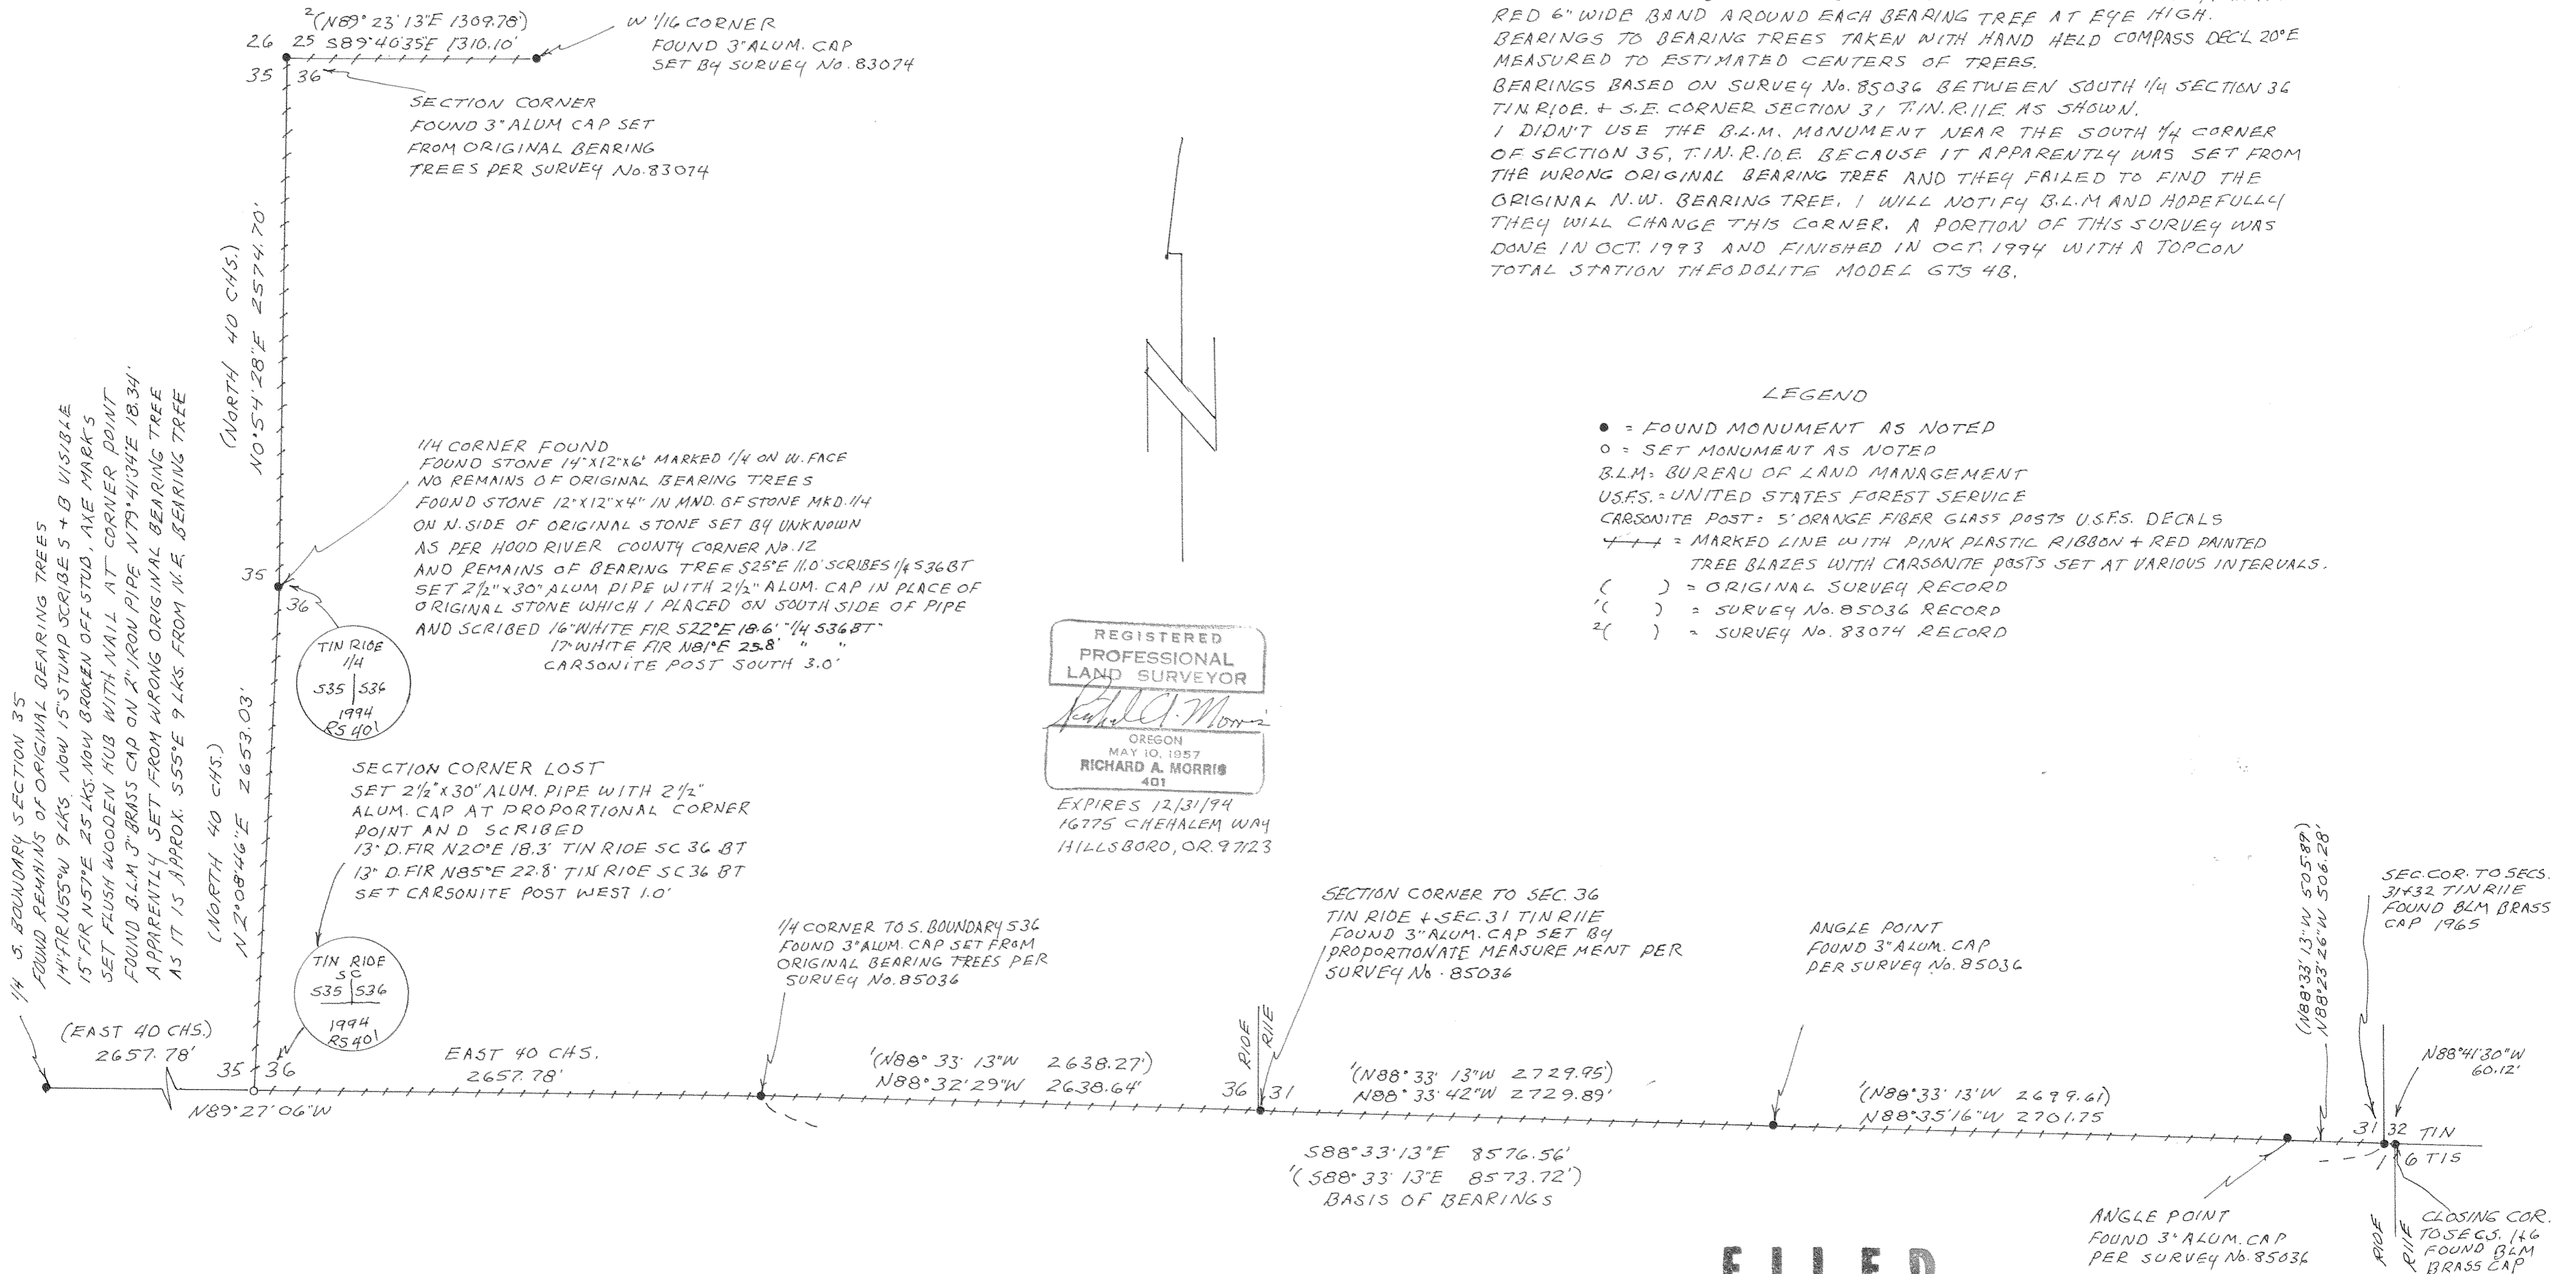 ²(N89°23'13"E 1309.78')
26 25 S89°40'35"E 1310.10'
35 36
W 1/16 CORNER
FOUND 3" ALUM. CAP
SET BY SURVEY No. 83074
SECTION CORNER
FOUND 3" ALUM CAP SET
FROM ORIGINAL BEARING
TREES PER SURVEY No. 83074
RED 6" WIDE BAND AROUND EACH BEARING TREE AT EYE HIGH.
BEARINGS TO BEARING TREES TAKEN WITH HAND HELD COMPASS DECL 20°E
MEASURED TO ESTIMATED CENTERS OF TREES.
BEARINGS BASED ON SURVEY No. 85036 BETWEEN SOUTH 1/4 SECTION 36
T1N R10E. + S.E. CORNER SECTION 31 T.1N.R.11E. AS SHOWN.
I DIDN'T USE THE B.L.M. MONUMENT NEAR THE SOUTH 1/4 CORNER
OF SECTION 35, T.1N. R.10.E. BECAUSE IT APPARENTLY WAS SET FROM
THE WRONG ORIGINAL BEARING TREE AND THEY FAILED TO FIND THE
ORIGINAL N.W. BEARING TREE. I WILL NOTIFY B.L.M AND HOPEFULLY
THEY WILL CHANGE THIS CORNER. A PORTION OF THIS SURVEY WAS
DONE IN OCT. 1993 AND FINISHED IN OCT. 1994 WITH A TOPCON
TOTAL STATION THEODOLITE MODEL GTS 4B.
(NORTH 40 CHS.)
N0°54'28"E 2574.70'
N
LEGEND
● = FOUND MONUMENT AS NOTED
○ = SET MONUMENT AS NOTED
B.L.M. = BUREAU OF LAND MANAGEMENT
U.S.F.S. = UNITED STATES FOREST SERVICE
CARSONITE POST = 5' ORANGE FIBER GLASS POSTS U.S.F.S. DECALS
= MARKED LINE WITH PINK PLASTIC RIBBON + RED PAINTED
TREE BLAZES WITH CARSONITE POSTS SET AT VARIOUS INTERVALS.
( ) = ORIGINAL SURVEY RECORD
¹( ) = SURVEY No. 85036 RECORD
²( ) = SURVEY No. 83074 RECORD
1/4 CORNER FOUND
FOUND STONE 14"X12"X6" MARKED 1/4 ON W. FACE
NO REMAINS OF ORIGINAL BEARING TREES
FOUND STONE 12"X12"X4" IN MND. OF STONE MKD. 1/4
ON N. SIDE OF ORIGINAL STONE SET BY UNKNOWN
AS PER HOOD RIVER COUNTY CORNER No. 12
AND REMAINS OF BEARING TREE S25°E 11.0' SCRIBES 1/4 S36 BT
SET 2 1/2"X30" ALUM PIPE WITH 2 1/2" ALUM. CAP IN PLACE OF
ORIGINAL STONE WHICH I PLACED ON SOUTH SIDE OF PIPE
AND SCRIBED 16" WHITE FIR S22°E 18.6' "1/4 S36 BT"
17" WHITE FIR N81°E 25.8' " "
CARSONITE POST SOUTH 3.0'
35
36
T1N R10E
1/4
S35 | S36
1994
RS 401
1/4 S. BOUNDARY SECTION 35
FOUND REMAINS OF ORIGINAL BEARING TREES
14" FIR N55°W 9 LKS. NOW 15" STUMP SCRIBE S + B VISIBLE
15" FIR N57°E 25 LKS. NOW BROKEN OFF STUB, AXE MARKS
SET FLUSH WOODEN HUB WITH NAIL AT CORNER POINT
FOUND B.L.M 3" BRASS CAP ON 2" IRON PIPE N79°41'34"E 18.34'
APPARENTLY SET FROM WRONG ORIGINAL BEARING TREE
AS IT IS APPROX. S55°E 9 LKS. FROM N.E. BEARING TREE
(NORTH 40 CHS.)
N2°08'46"E 2653.03'
REGISTERED
PROFESSIONAL
LAND SURVEYOR
Richard A. Morris
OREGON
MAY 10, 1957
RICHARD A. MORRIS
401
EXPIRES 12/31/94
16775 CHEHALEM WAY
HILLSBORO, OR. 97123
SECTION CORNER LOST
SET 2 1/2"X30" ALUM. PIPE WITH 2 1/2"
ALUM. CAP AT PROPORTIONAL CORNER
POINT AND SCRIBED
13" D.FIR N20°E 18.3' T1N R10E SC 36 BT
13" D.FIR N85°E 22.8' T1N R10E SC 36 BT
SET CARSONITE POST WEST 1.0'
T1N R10E
SC
S35 | S36
1994
RS 401
1/4 CORNER TO S. BOUNDARY S36
FOUND 3" ALUM. CAP SET FROM
ORIGINAL BEARING TREES PER
SURVEY No. 85036
SECTION CORNER TO SEC. 36
T1N R10E + SEC. 31 T1N R11E
FOUND 3" ALUM. CAP SET BY
PROPORTIONATE MEASUREMENT PER
SURVEY No. 85036
ANGLE POINT
FOUND 3" ALUM. CAP
PER SURVEY No. 85036
(N88°33'13"W 505.89)
N88°23'26"W 506.28'
SEC. COR. TO SECS.
31+32 T1N R11E
FOUND BLM BRASS
CAP 1965
(EAST 40 CHS.)
2657.78'
35 36
N89°27'06"W
EAST 40 CHS.
2657.78'
¹(N88°33'13"W 2638.27')
N88°32'29"W 2638.64'
R10E
R11E
36 31
¹(N88°33'13"W 2729.95)
N88°33'42"W 2729.89'
¹(N88°33'13"W 2699.61)
N88°35'16"W 2701.75
N88°41'30"W
60.12'
31 32 T1N
1 6 T1S
S88°33'13"E 8576.56'
¹(S88°33'13"E 8573.72')
BASIS OF BEARINGS
ANGLE POINT
FOUND 3" ALUM. CAP
PER SURVEY No. 85036
R10E
R11E
CLOSING COR.
TO SECS. 1+6
FOUND BLM
BRASS CAP
FILED